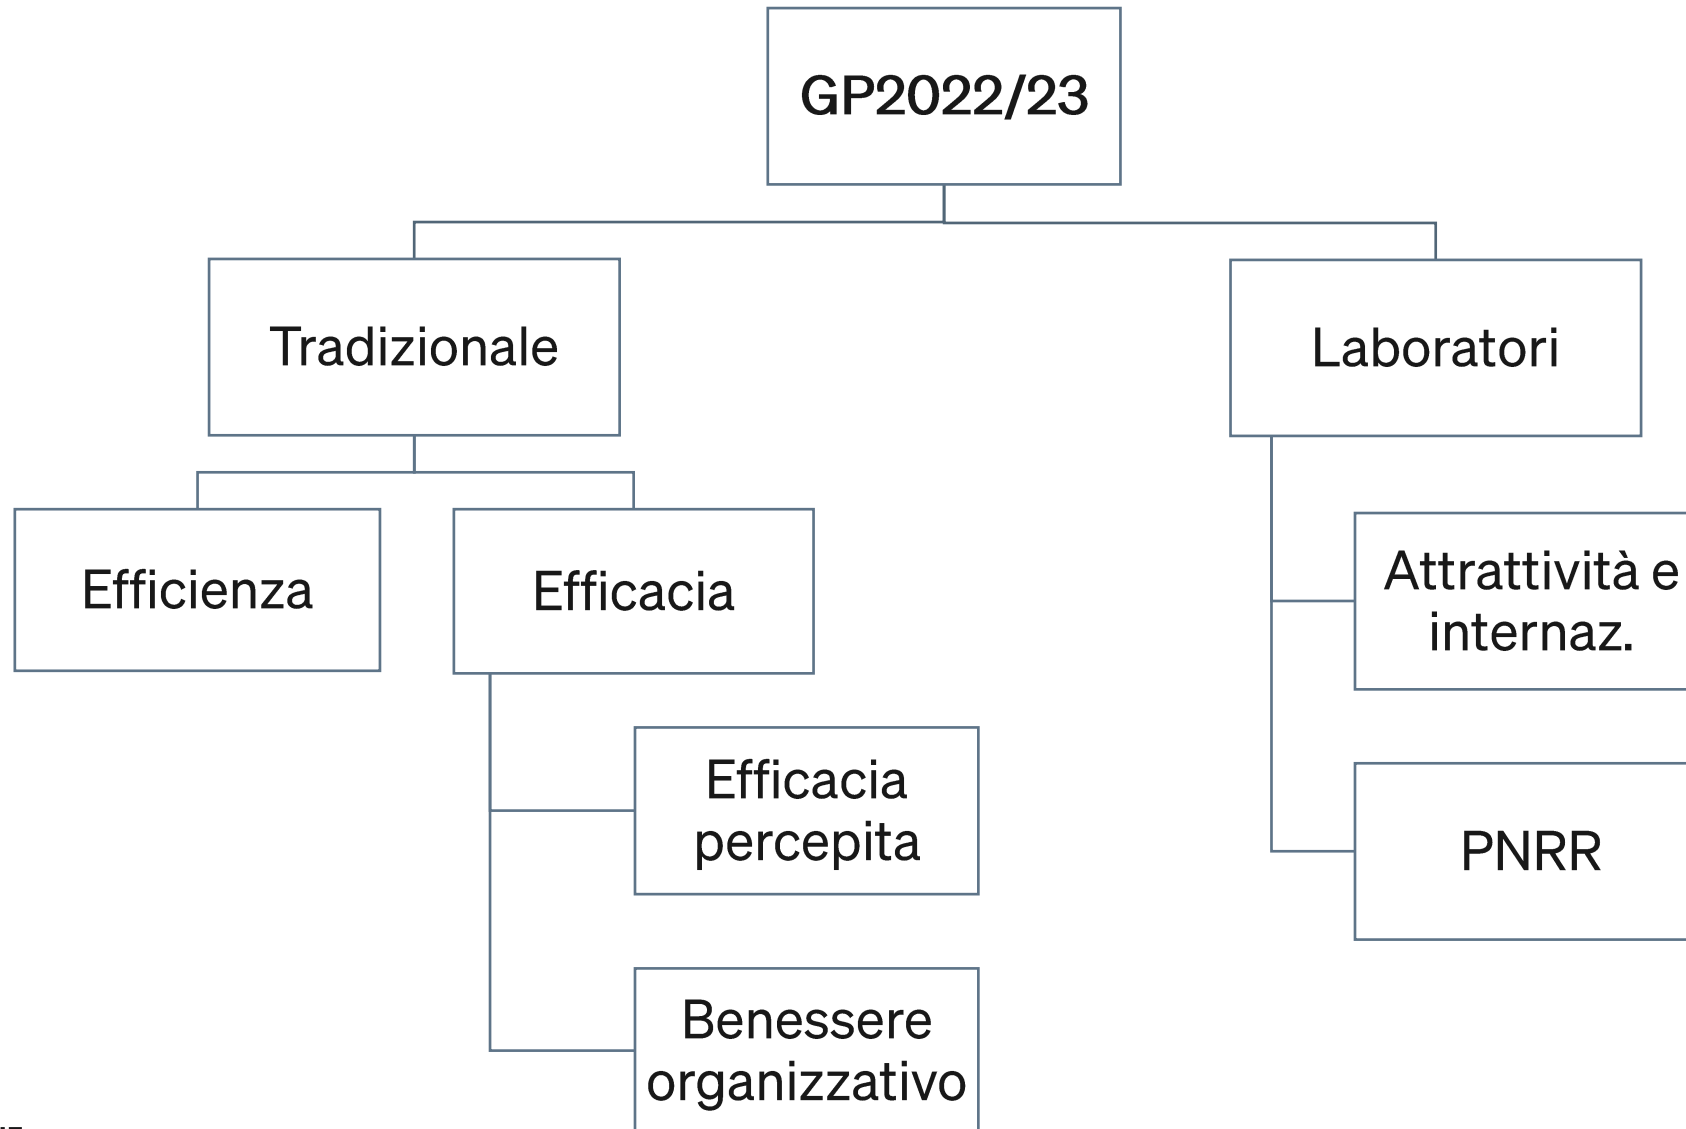 GP2022/23
Tradizionale
Laboratori
Efficienza
Efficacia
Attrattività e
internaz.
Efficacia
percepita
PNRR
Benessere
organizzativo